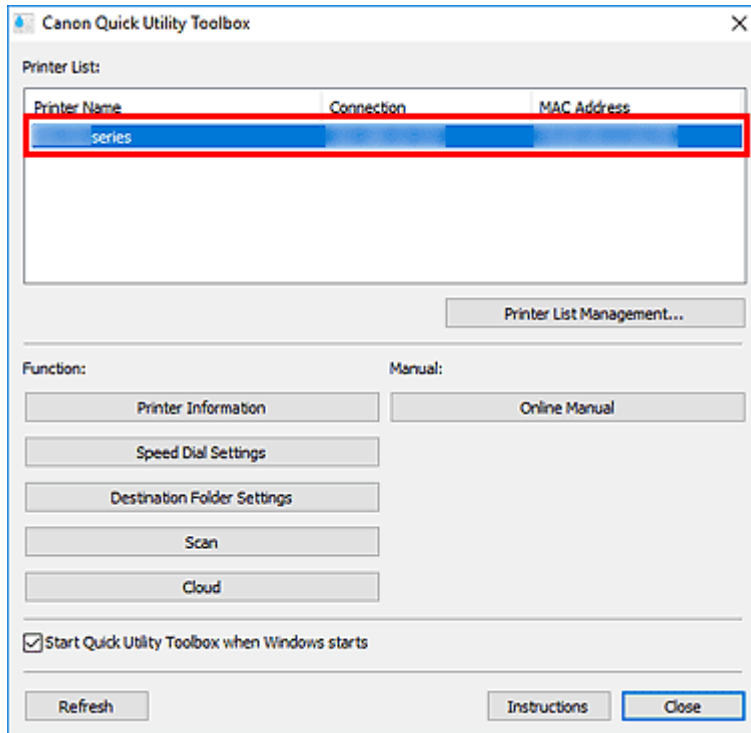 Canon Quick Utility Toolbox
Printer List:
Printer Name Connection MAC Address
series
Printer List Management...
Function: Manual:
Printer Information Online Manual
Speed Dial Settings
Destination Folder Settings
Scan
Cloud
Start Quick Utility Toolbox when Windows starts
Refresh Instructions Close